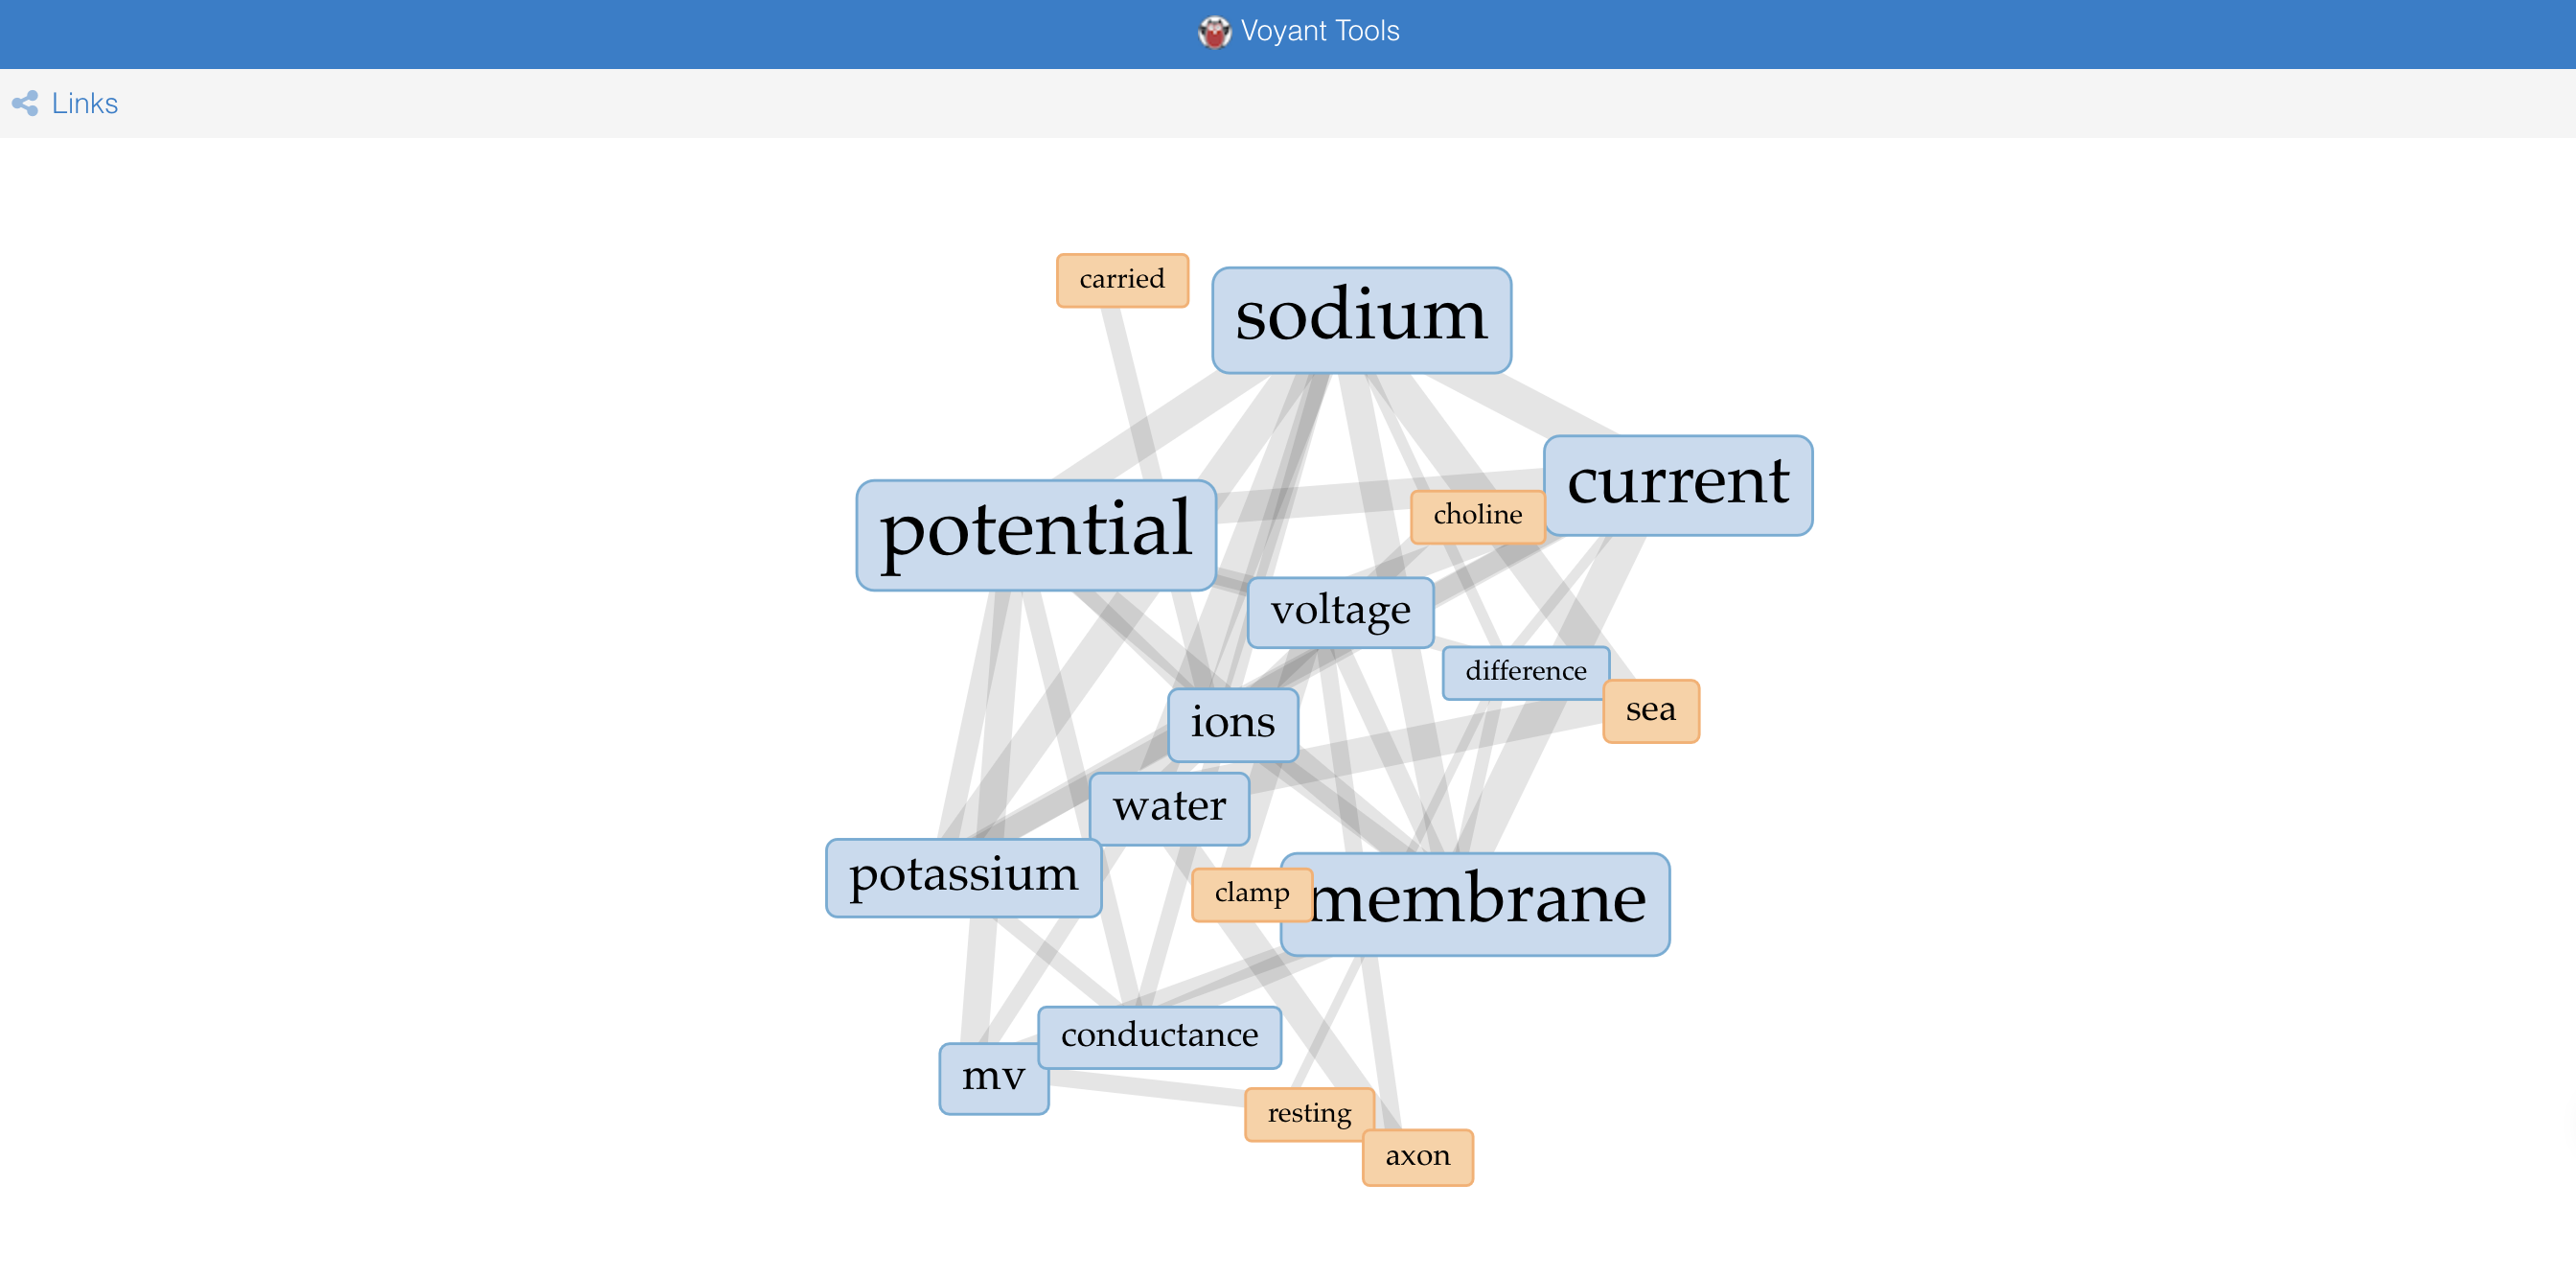 Voyant Tools
Links
carried
sodium
current
potential
choline
voltage
difference
sea
ions
water
potassium
clamp
membrane
conductance
mv
resting
axon